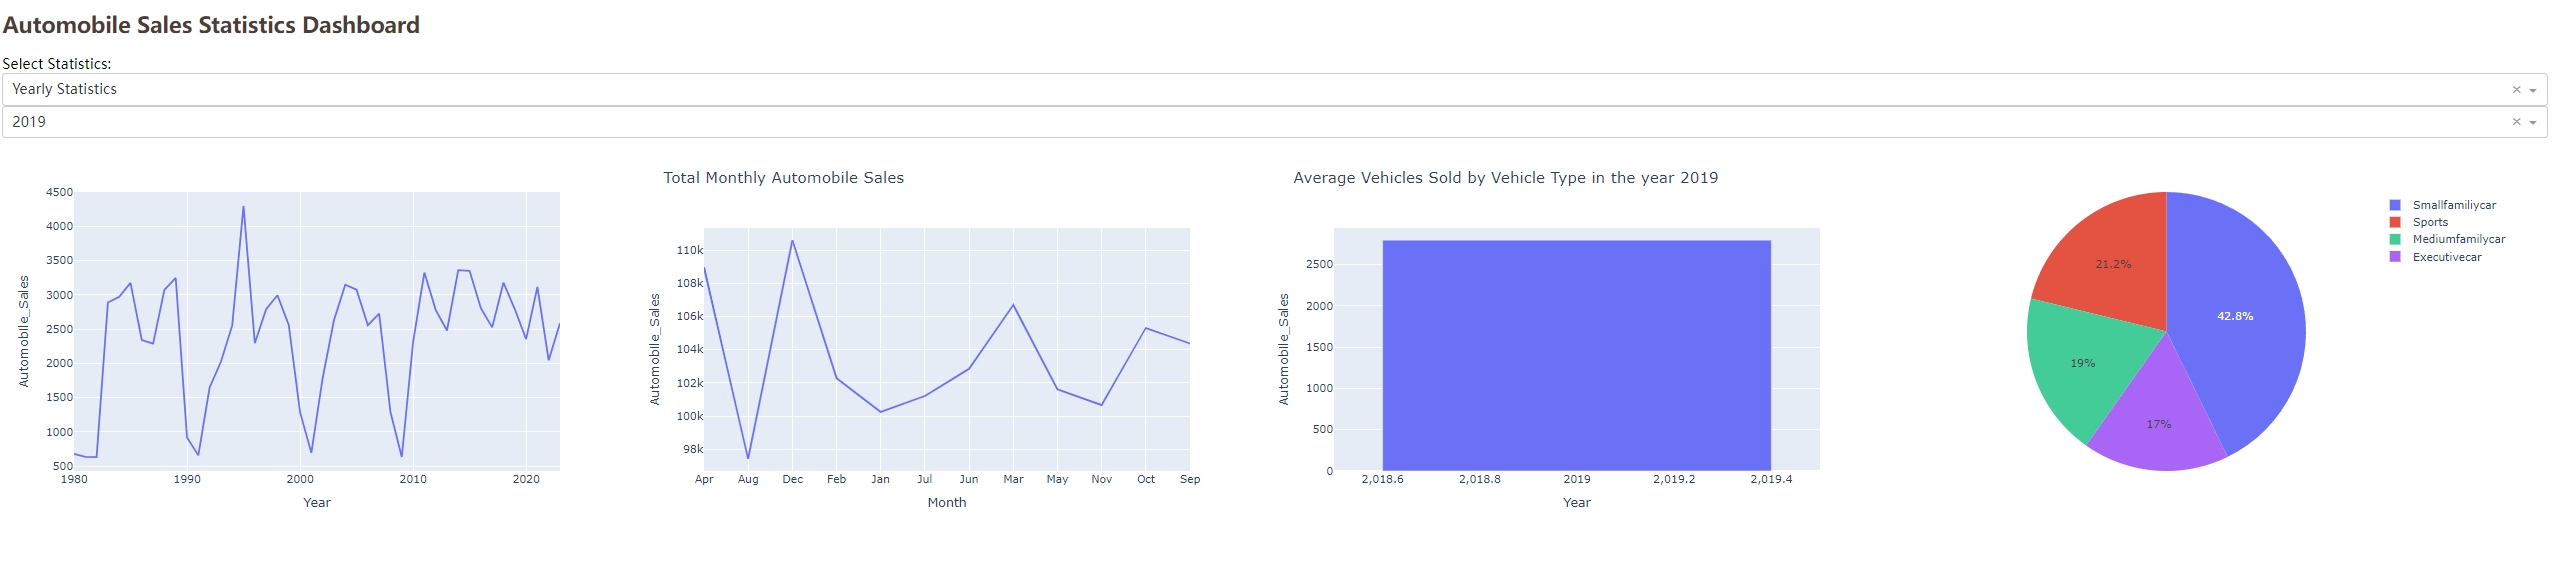 Automobile Sales Statistics Dashboard
Select Statistics:
Yearly Statistics
× 
2019
×
4500
4000
3500
3000
2500
2000
1500
1000
500
Automobile_Sales
1980 1990 2000 2010 2020
Year
Total Monthly Automobile Sales
110k
108k
106k
104k
102k
100k
98k
Automobile_Sales
Apr Aug Dec Feb Jan Jul Jun Mar May Nov Oct Sep
Month
Average Vehicles Sold by Vehicle Type in the year 2019
2500
2000
1500
1000
500
0
Automobile_Sales
2,018.6 2,018.8 2019 2,019.2 2,019.4
Year
21.2%
42.8%
19%
17%
Smallfamiliycar
Sports
Mediumfamilycar
Executivecar